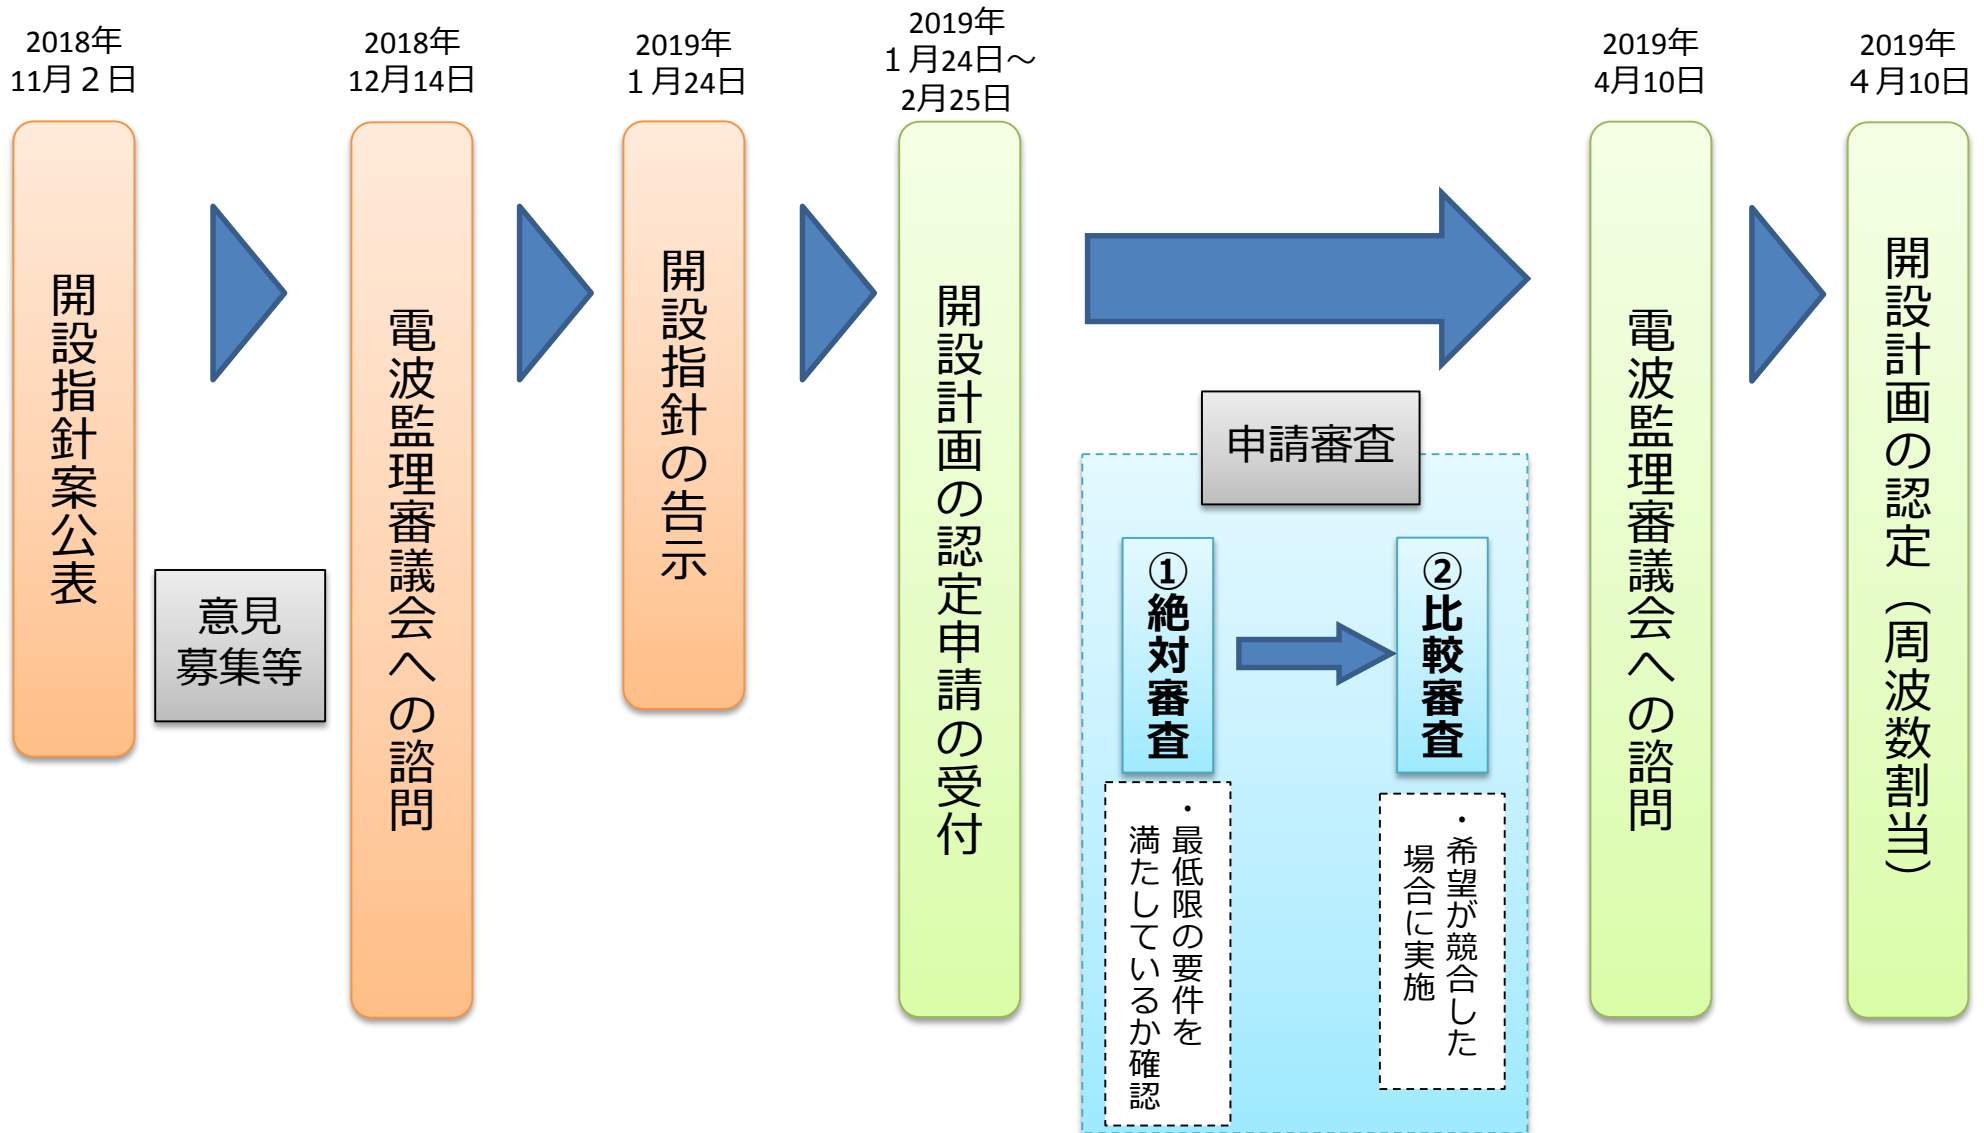 2018年
11月２日
開設指針案公表
意見
募集等
2018年
12月14日
電波監理審議会への諮問
2019年
１月24日
開設指針の告示
2019年
１月24日～
2月25日
開設計画の認定申請の受付
申請審査
①絶対審査
・最低限の要件を
満たしているか確認
②比較審査
・希望が競合した
場合に実施
2019年
4月10日
電波監理審議会への諮問
2019年
４月10日
開設計画の認定（周波数割当）